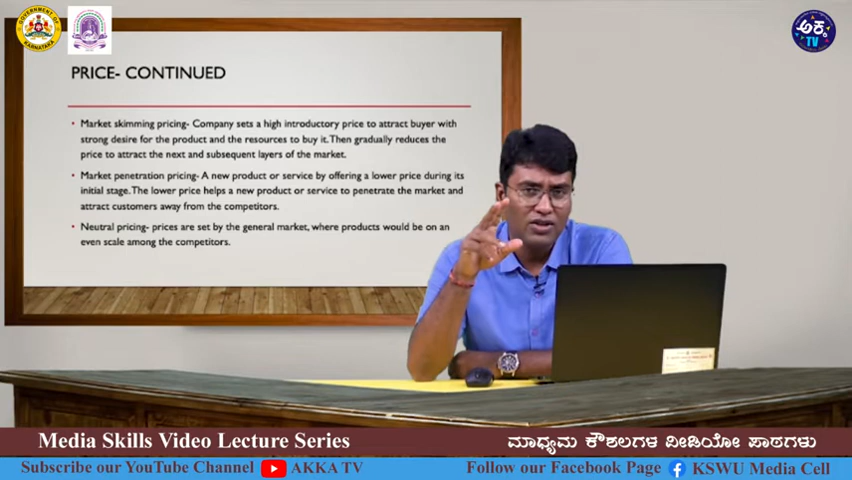 GOVERNMENT OF
KARNATAKA
ಅಕ್ಕ
TV
PRICE- CONTINUED
• Market skimming pricing- Company sets a high introductory price to attract buyer with
strong desire for the product and the resources to buy it. Then gradually reduces the
price to attract the next and subsequent layers of the market.
• Market penetration pricing- A new product or service by offering a lower price during its
initial stage. The lower price helps a new product or service to penetrate the market and
attract customers away from the competitors.
• Neutral pricing- prices are set by the general market, where products would be on an
even scale among the competitors.
Media Skills Video Lecture Series
ಮಾಧ್ಯಮ ಕೌಶಲಗಳ ವೀಡಿಯೋ ಪಾಠಗಳು
Subscribe our YouTube Channel AKKA TV
Follow our Facebook Page KSWU Media Cell